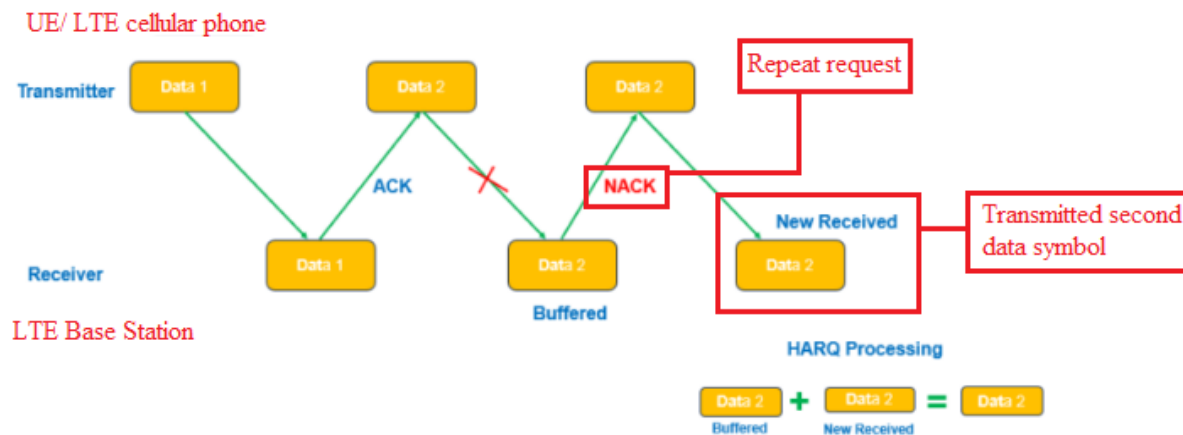 UE/ LTE cellular phone
Transmitter
Data 1
Data 2
Data 2
Repeat request
ACK
NACK
Receiver
Data 1
Data 2
Buffered
New Received
Data 2
Transmitted second
data symbol
LTE Base Station
HARQ Processing
Data 2 + Data 2 = Data 2
Buffered
New Received